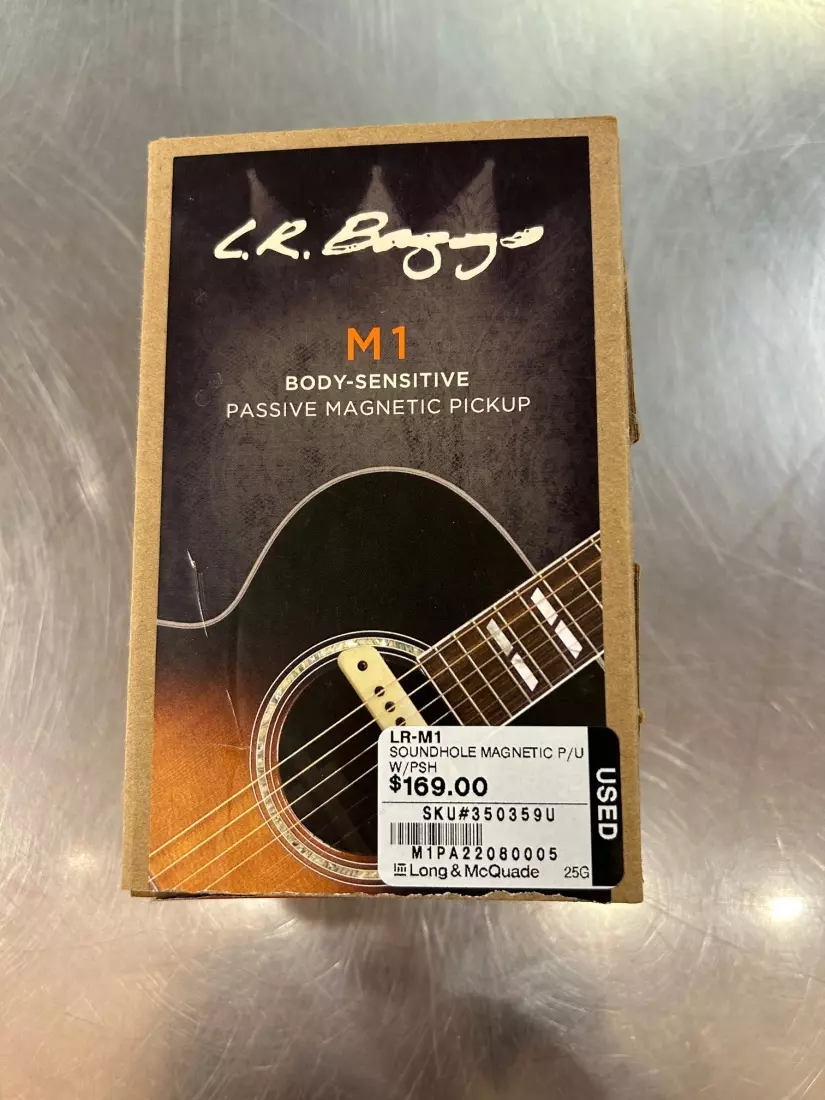 L.R. Baggs
M1
BODY-SENSITIVE
PASSIVE MAGNETIC PICKUP
LR-M1
SOUNDHOLE MAGNETIC P/U
W/PSH
$169.00
SKU#350359U
M1PA22080005
Long & McQuade 25G
USED